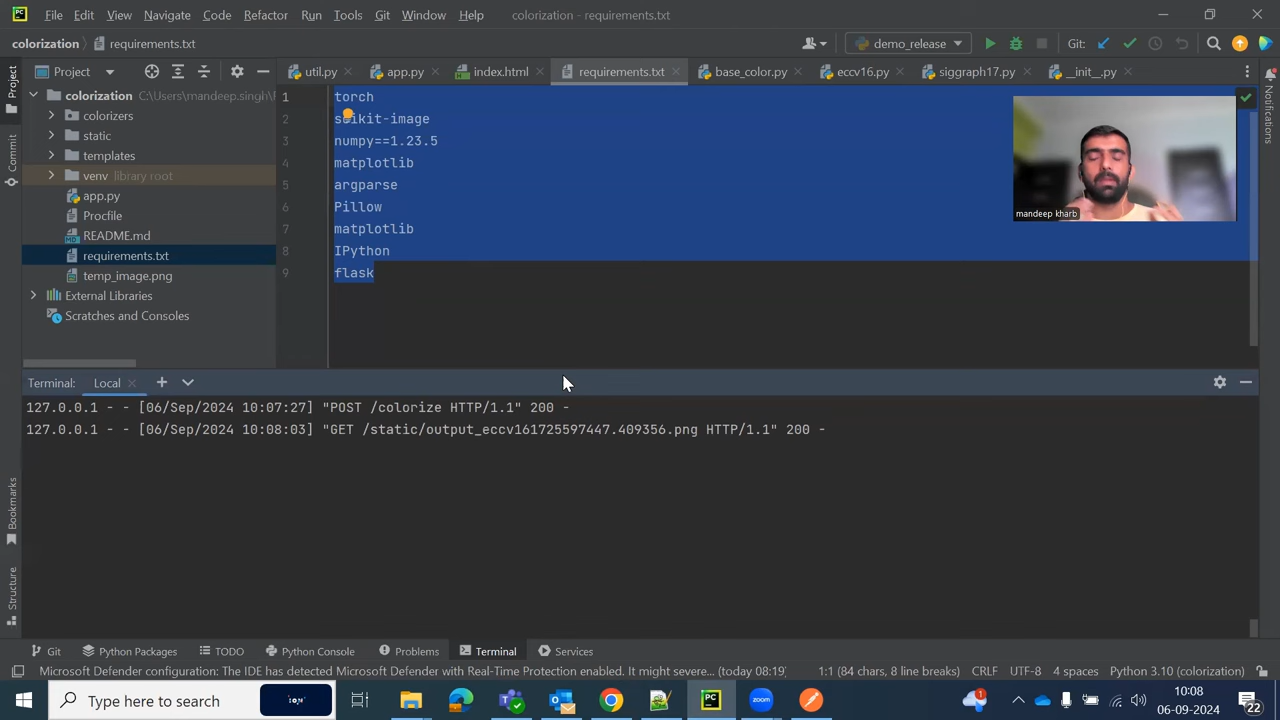 File Edit View Navigate Code Refactor Run Tools Git Window Help colorization - requirements.txt
colorization requirements.txt demo_release Git:
Project util.py app.py index.html requirements.txt base_color.py eccv16.py siggraph17.py __init__.py
Project
Commit
Bookmarks
Structure
Notifications
colorization C:\Users\mandeep.singh\
colorizers
static
templates
venv library root
app.py
Procfile
README.md
requirements.txt
temp_image.png
External Libraries
Scratches and Consoles
1 torch
2 scikit-image
3 numpy==1.23.5
4 matplotlib
5 argparse
6 Pillow
7 matplotlib
8 IPython
9 flask
mandeep kharb
Terminal: Local
127.0.0.1 - - [06/Sep/2024 10:07:27] "POST /colorize HTTP/1.1" 200 -
127.0.0.1 - - [06/Sep/2024 10:08:03] "GET /static/output_eccv161725597447.409356.png HTTP/1.1" 200 -
Git Python Packages TODO Python Console Problems Terminal Services
Microsoft Defender configuration: The IDE has detected Microsoft Defender with Real-Time Protection enabled. It might severe... (today 08:19) 1:1 (84 chars, 8 line breaks) CRLF UTF-8 4 spaces Python 3.10 (colorization)
Type here to search
1
10:08
06-09-2024
22